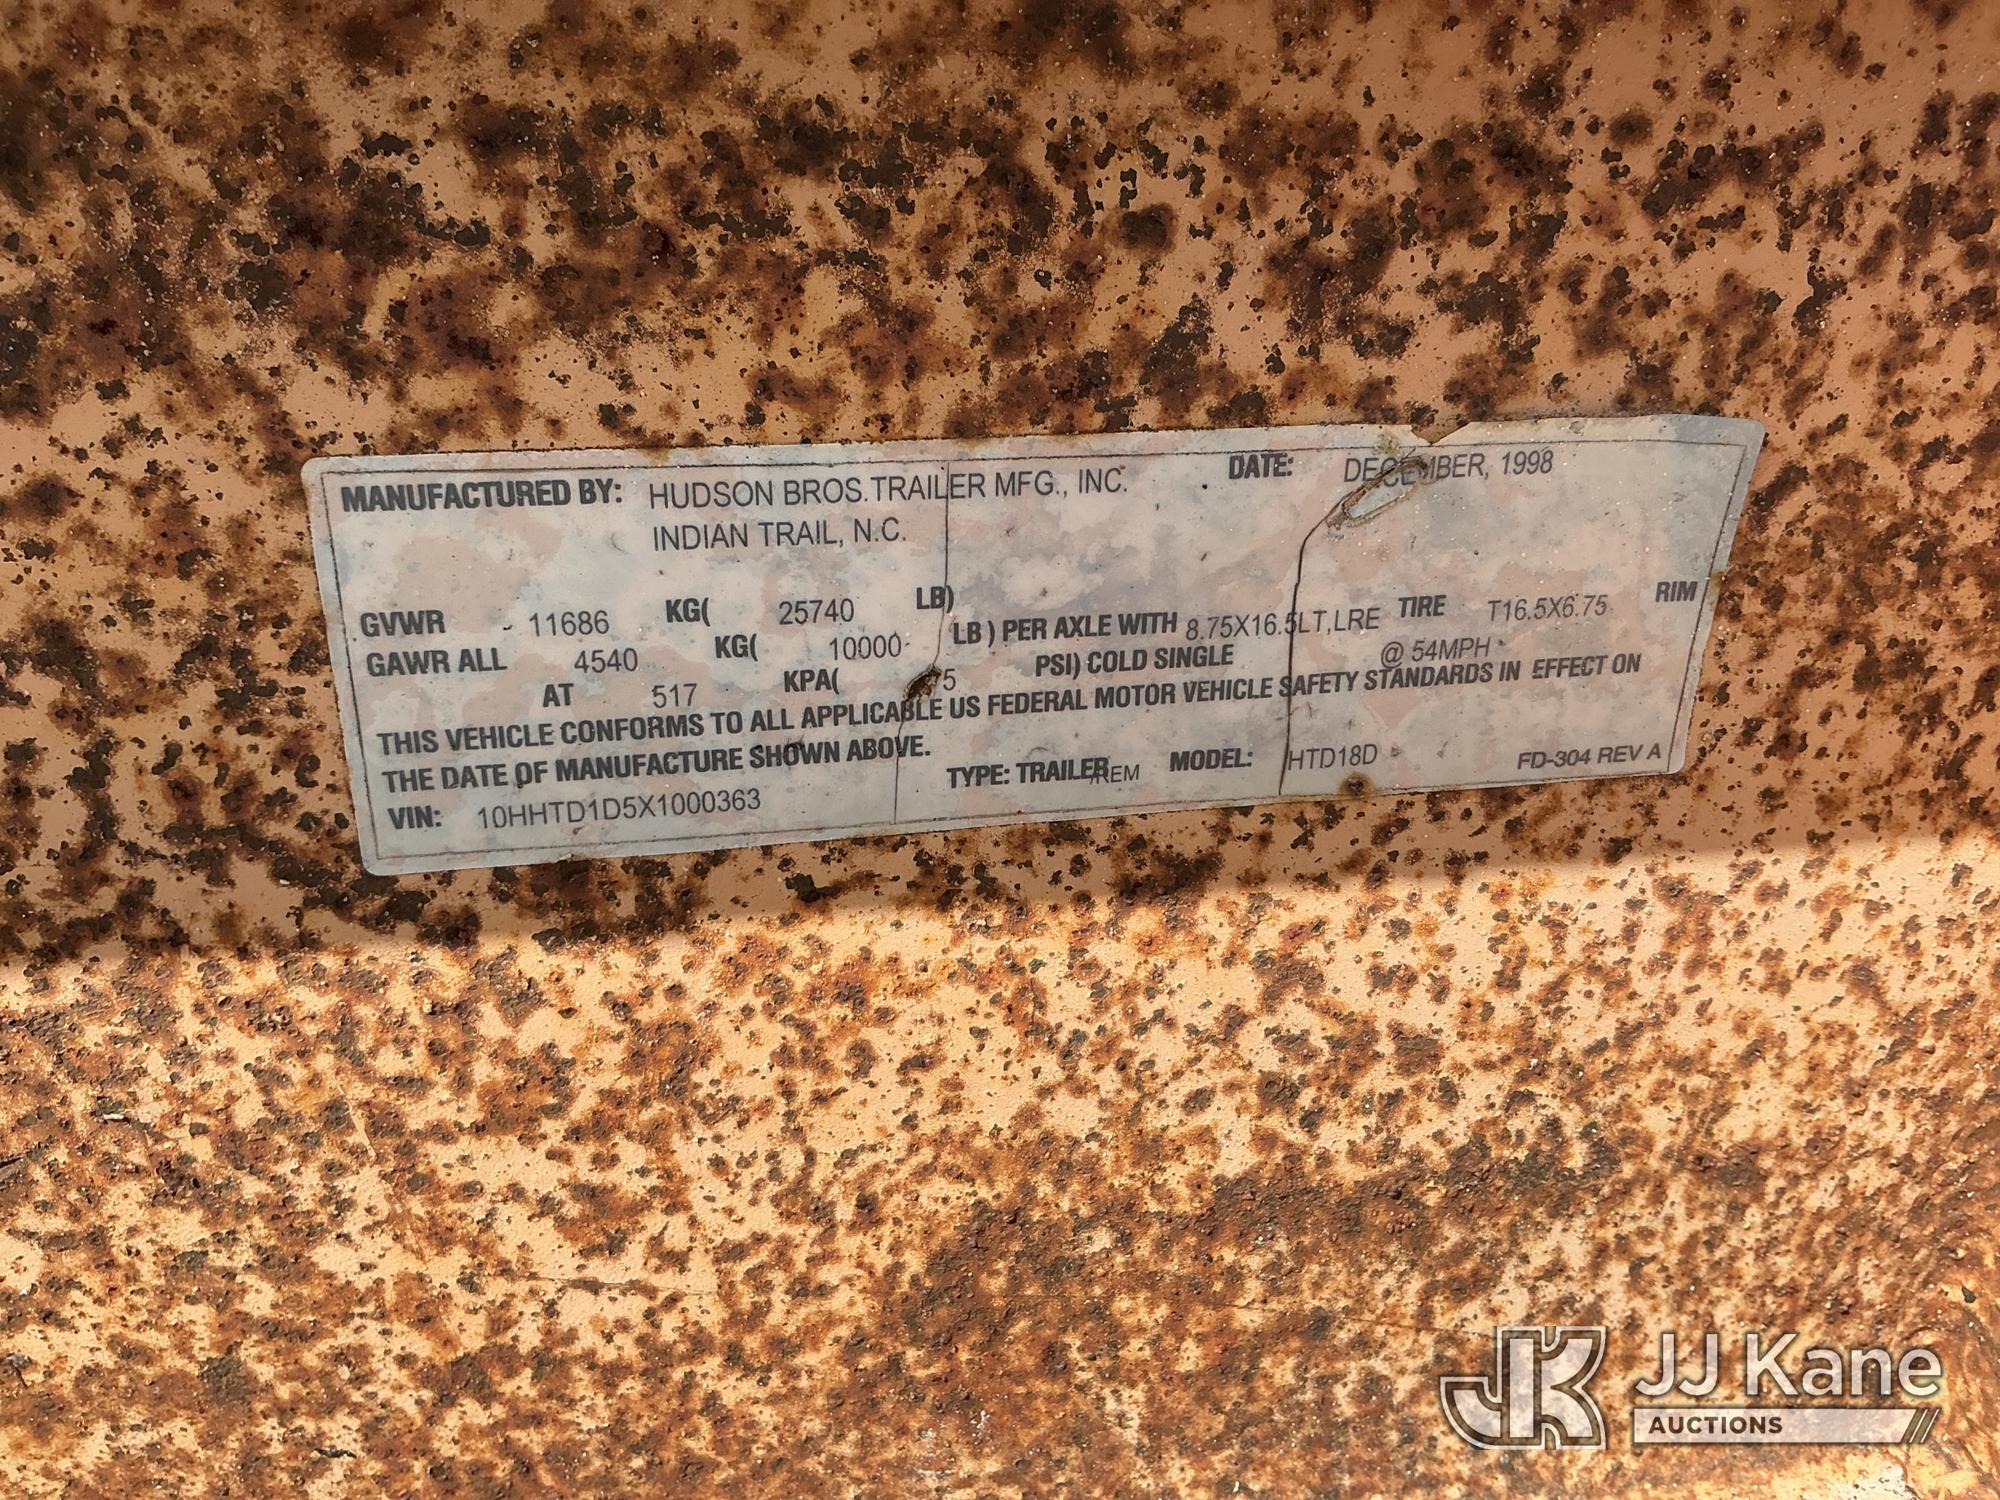 MANUFACTURED BY: HUDSON BROS. TRAILER MFG., INC. DATE: DECEMBER, 1998
INDIAN TRAIL, N.C.
GVWR - 11686 KG( 25740 LB)
GAWR ALL 4540 KG( 10000 LB ) PER AXLE WITH 8.75X16.5LT,LRE TIRE T16.5X6.75 RIM
AT 517 KPA( 5 PSI) COLD SINGLE @ 54MPH
THIS VEHICLE CONFORMS TO ALL APPLICABLE US FEDERAL MOTOR VEHICLE SAFETY STANDARDS IN EFFECT ON
THE DATE OF MANUFACTURE SHOWN ABOVE.
VIN: 10HHTD1D5X1000363 TYPE: TRAILER MODEL: HTD18D FD-304 REV A
JK JJ Kane
AUCTIONS